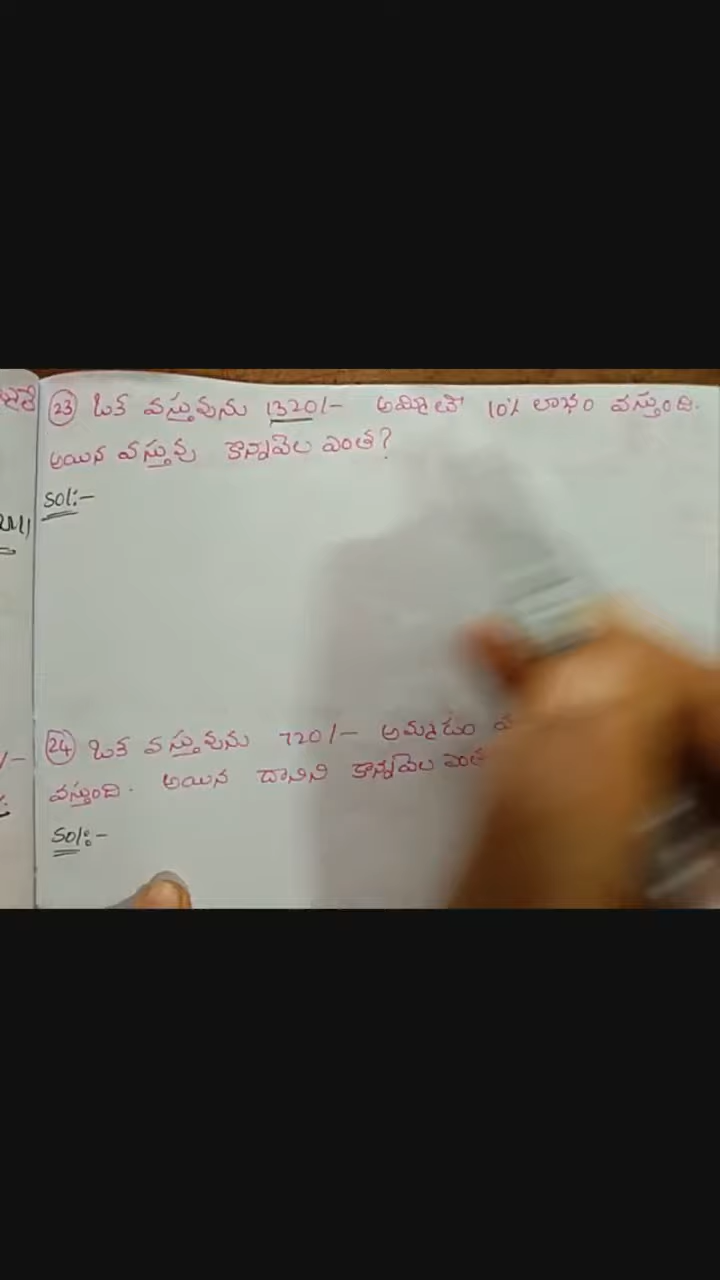 23 ఒక వస్తువును 1320/- అమ్మితే 10% లాభం వస్తుంది.
అయిన వస్తువు కొన్నవెల ఎంత?
Sol:-
24 ఒక వస్తువును 720/- అమ్మడం
వస్తుంది. అయిన దానిని కొన్నవెల ఎంత
Sol:-